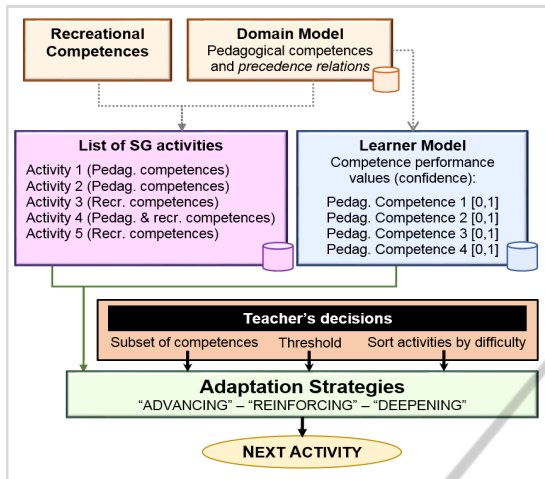 Recreational
Competences
Domain Model
Pedagogical competences
and precedence relations
List of SG activities
Activity 1 (Pedag. competences)
Activity 2 (Pedag. competences)
Activity 3 (Recr. competences)
Activity 4 (Pedag. & recr. competences)
Activity 5 (Recr. competences)
Learner Model
Competence performance
values (confidence):
Pedag. Competence 1 [0,1]
Pedag. Competence 2 [0,1]
Pedag. Competence 3 [0,1]
Pedag. Competence 4 [0,1]
Teacher's decisions
Subset of competences Threshold Sort activities by difficulty
Adaptation Strategies
“ADVANCING” – “REINFORCING” – “DEEPENING”
NEXT ACTIVITY